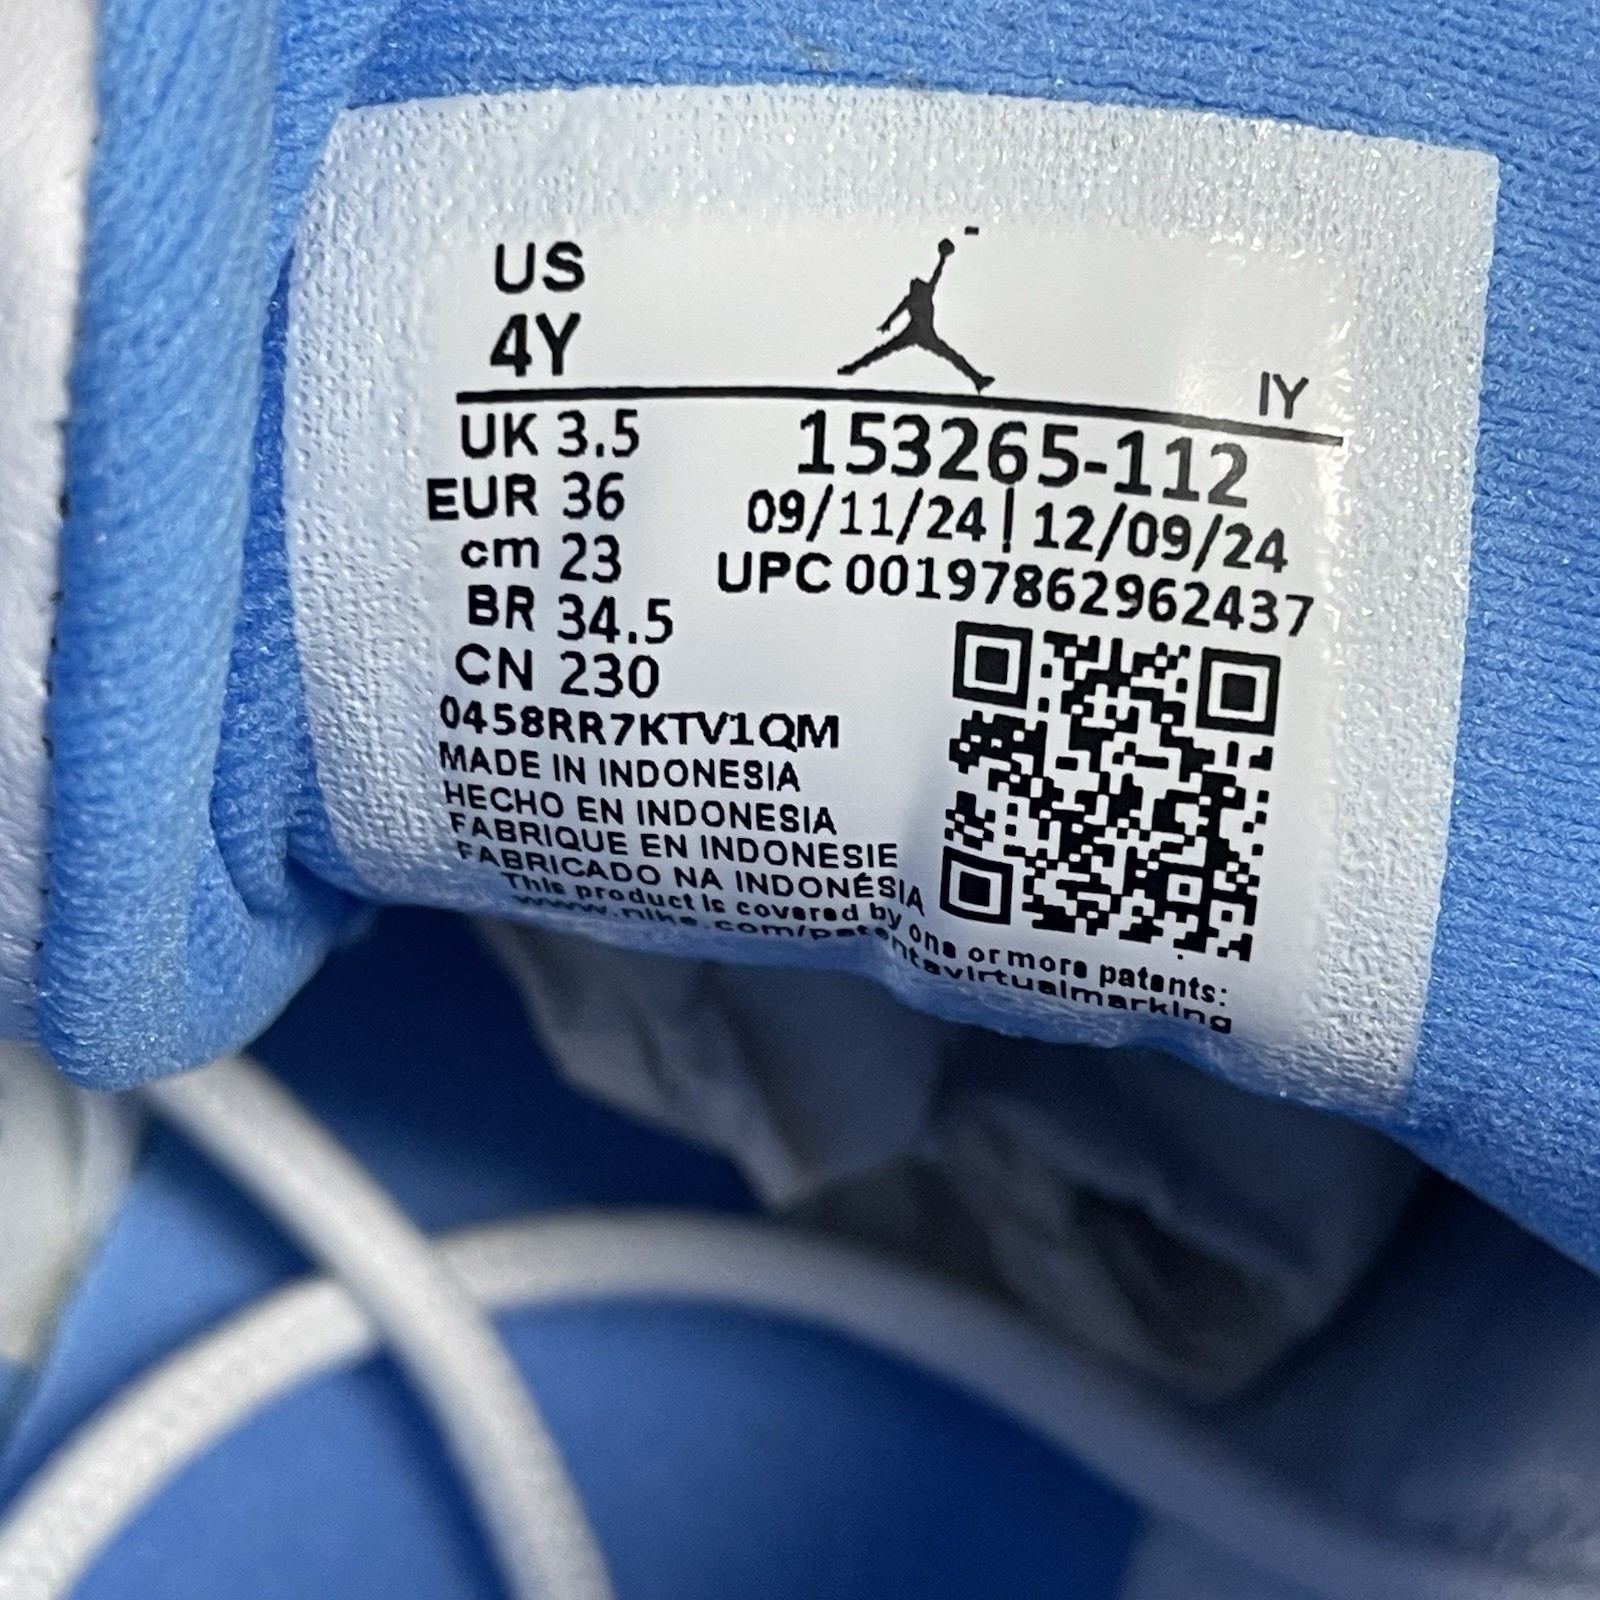 US
4Y
IY
UK 3.5
EUR 36
cm 23
BR 34.5
CN 230
153265-112
09/11/24 | 12/09/24
UPC 00197862962437
0458RR7KTV1QM
MADE IN INDONESIA
HECHO EN INDONESIA
FABRIQUE EN INDONESIE
FABRICADO NA INDONÉSIA
This product is covered by one or more patents:
www.nike.com/patentsvirtualmarking